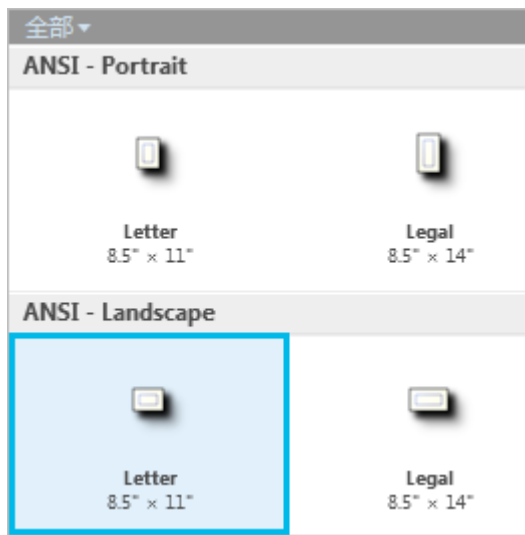 全部▾
ANSI - Portrait
Letter Legal
8.5" × 11" 8.5" × 14"
ANSI - Landscape
Letter Legal
8.5" × 11" 8.5" × 14"